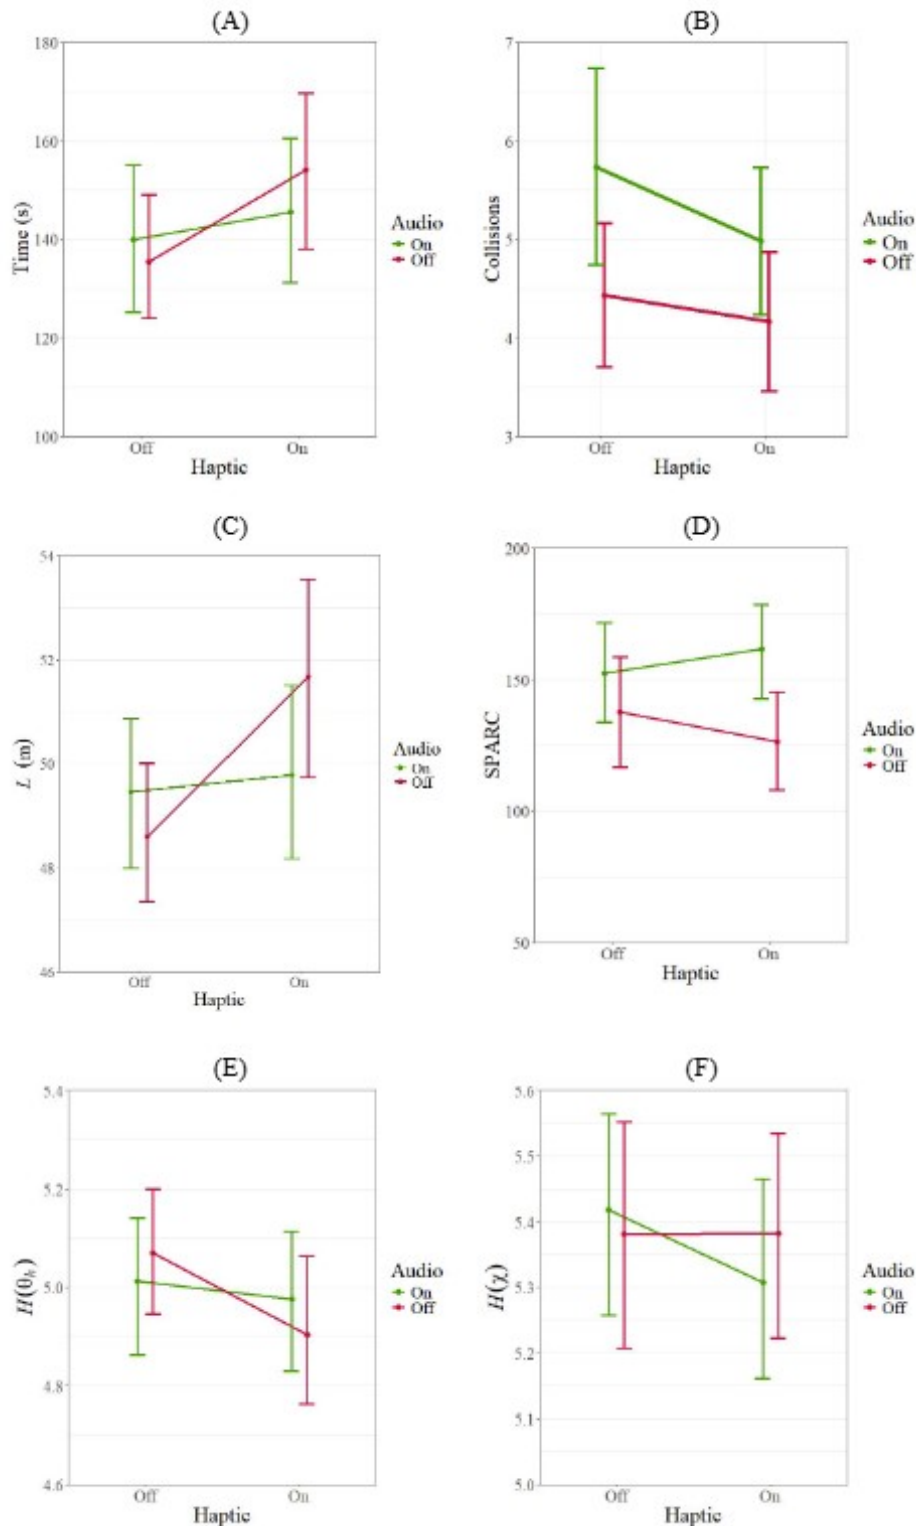 (A)
180
160
140
120
100
Time (s)
Off
On
Haptic
Audio
On
Off
(B)
7
6
5
4
3
Collisions
Off
On
Haptic
Audio
On
Off
(C)
54
52
50
48
46
L (m)
Off
On
Haptic
Audio
On
Off
(D)
200
150
100
50
SPARC
Off
On
Haptic
Audio
On
Off
(E)
5.4
5.2
5.0
4.8
4.6
Off
On
Haptic
Audio
On
Off
(F)
5.6
5.5
5.4
5.3
5.2
5.1
5.0
H(χ)
Off
On
Haptic
Audio
On
Off